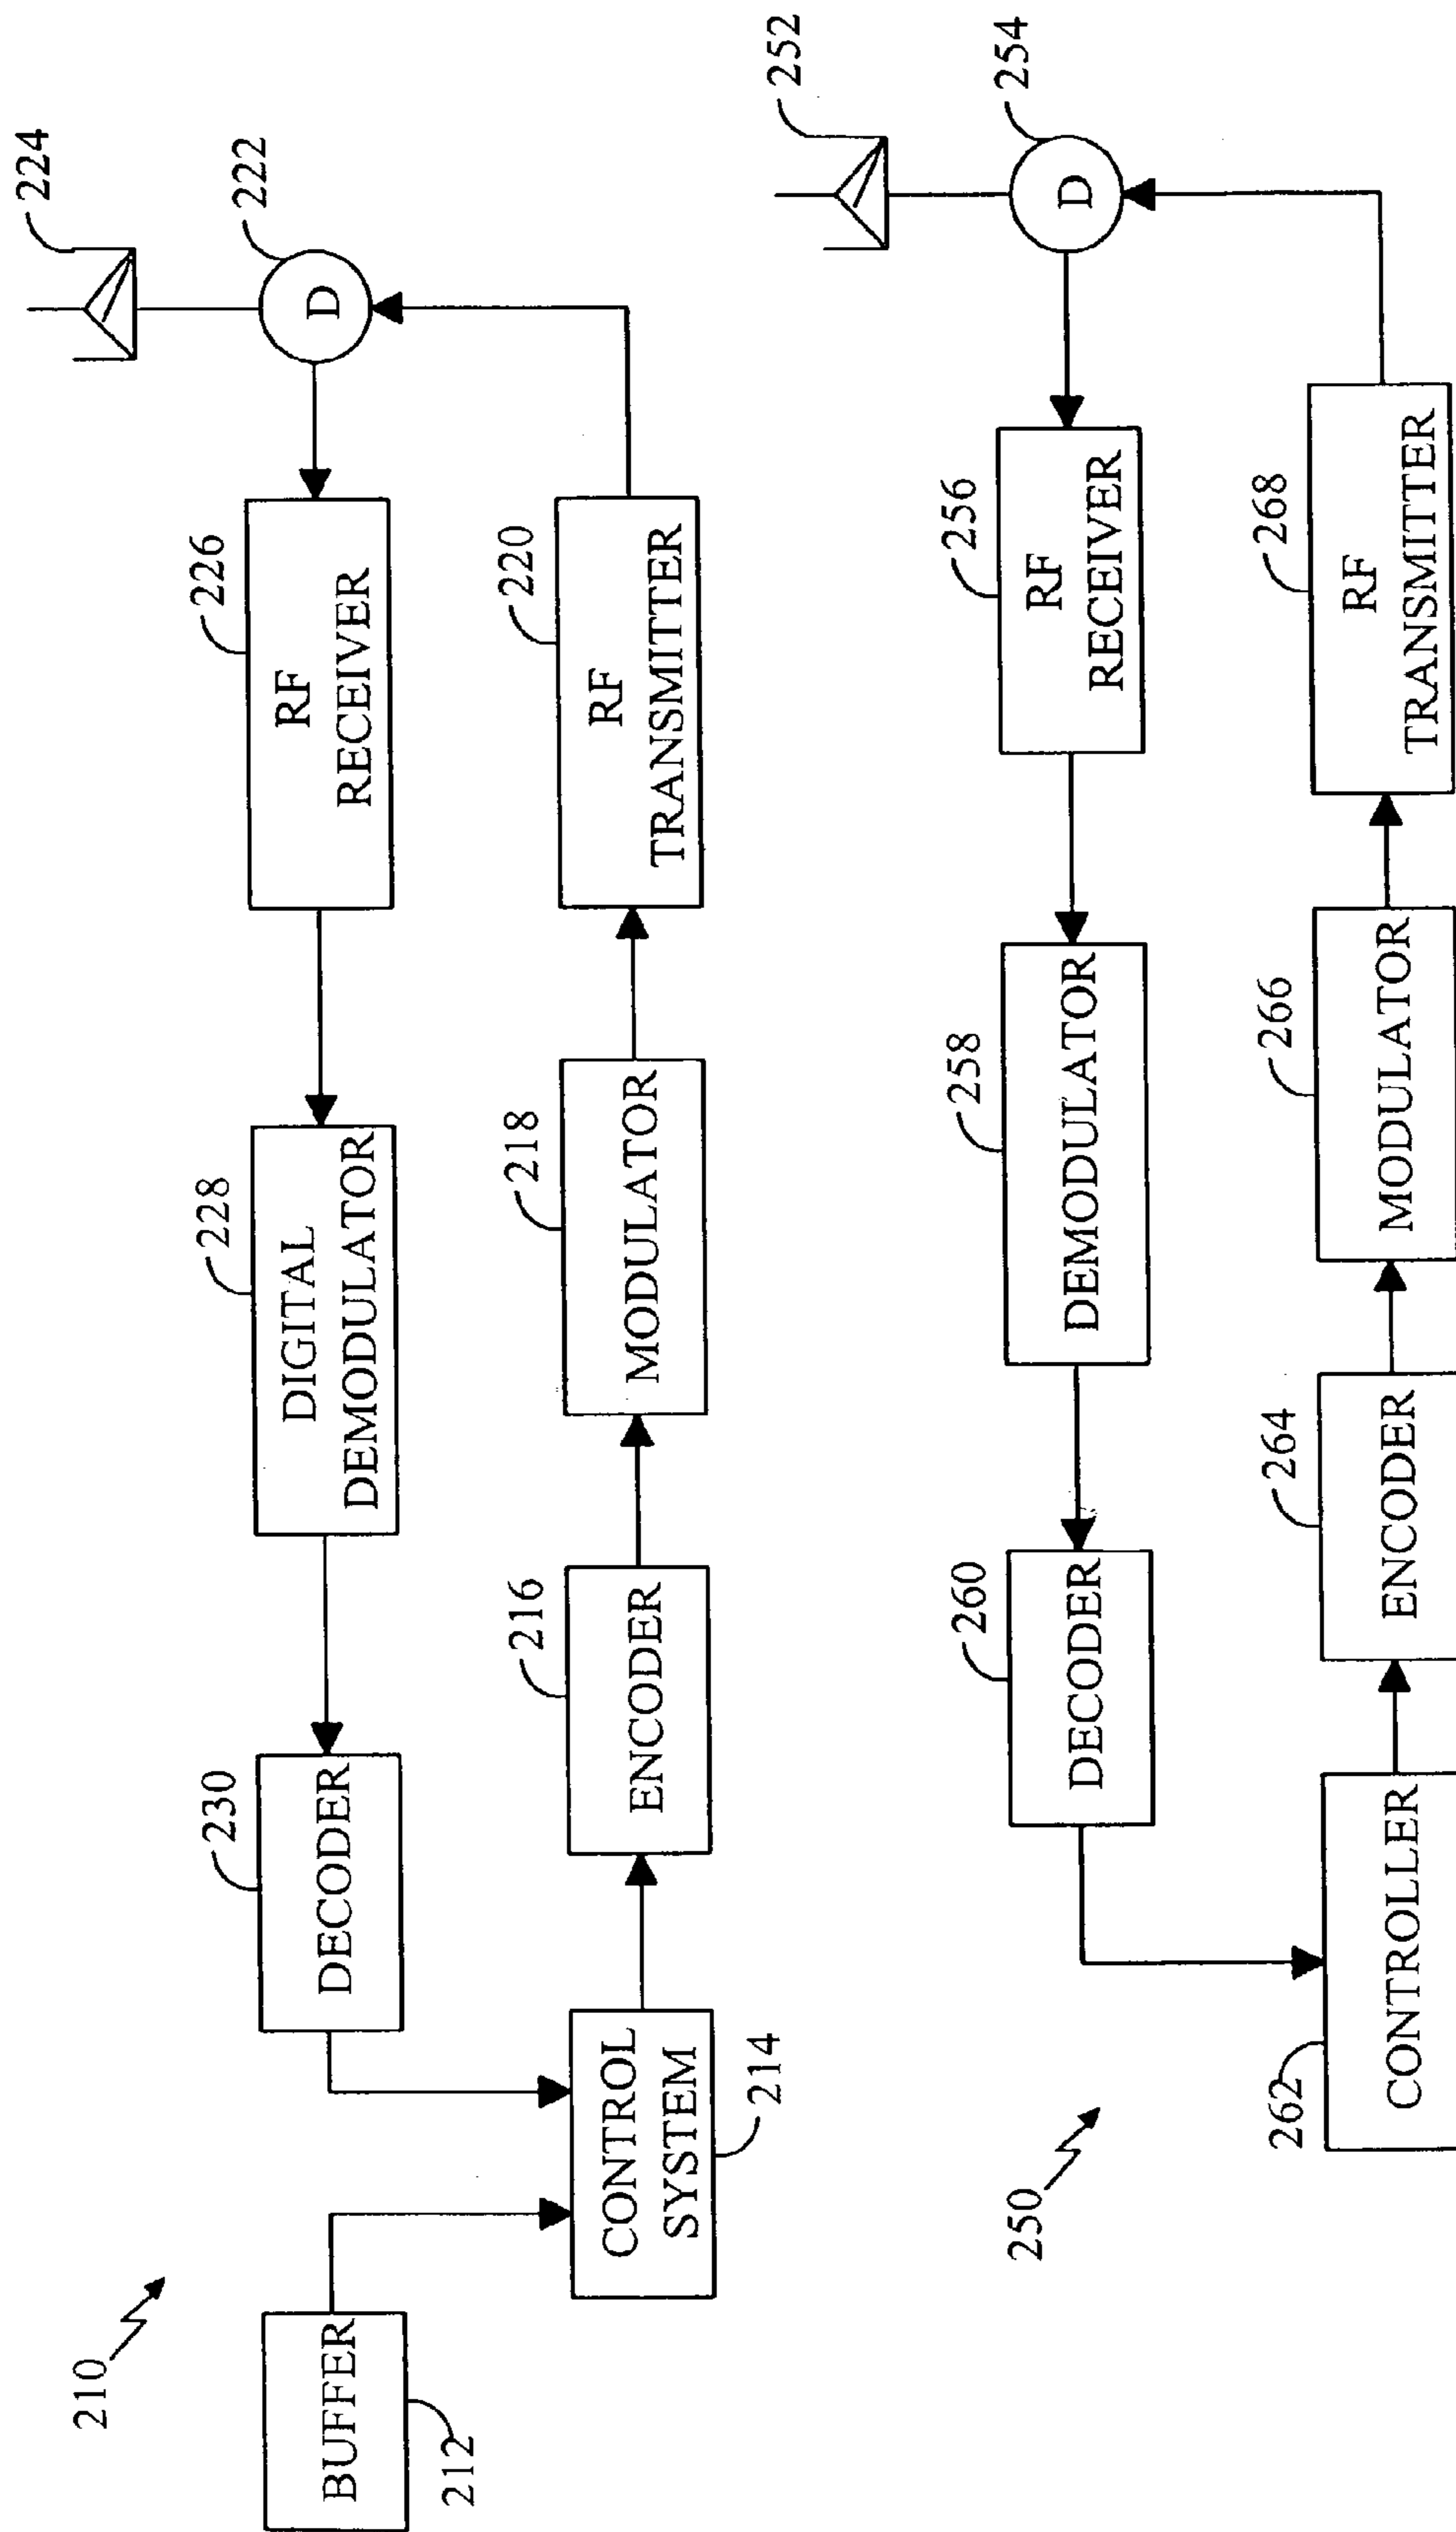 210
BUFFER
212
230
DECODER
228
DIGITAL
DEMODULATOR
226
RF
RECEIVER
224
D
222
CONTROL
SYSTEM
214
216
ENCODER
218
MODULATOR
220
RF
TRANSMITTER
250
260
DECODER
258
DEMODULATOR
256
RF
RECEIVER
252
D
254
262
CONTROLLER
264
ENCODER
266
MODULATOR
268
RF
TRANSMITTER